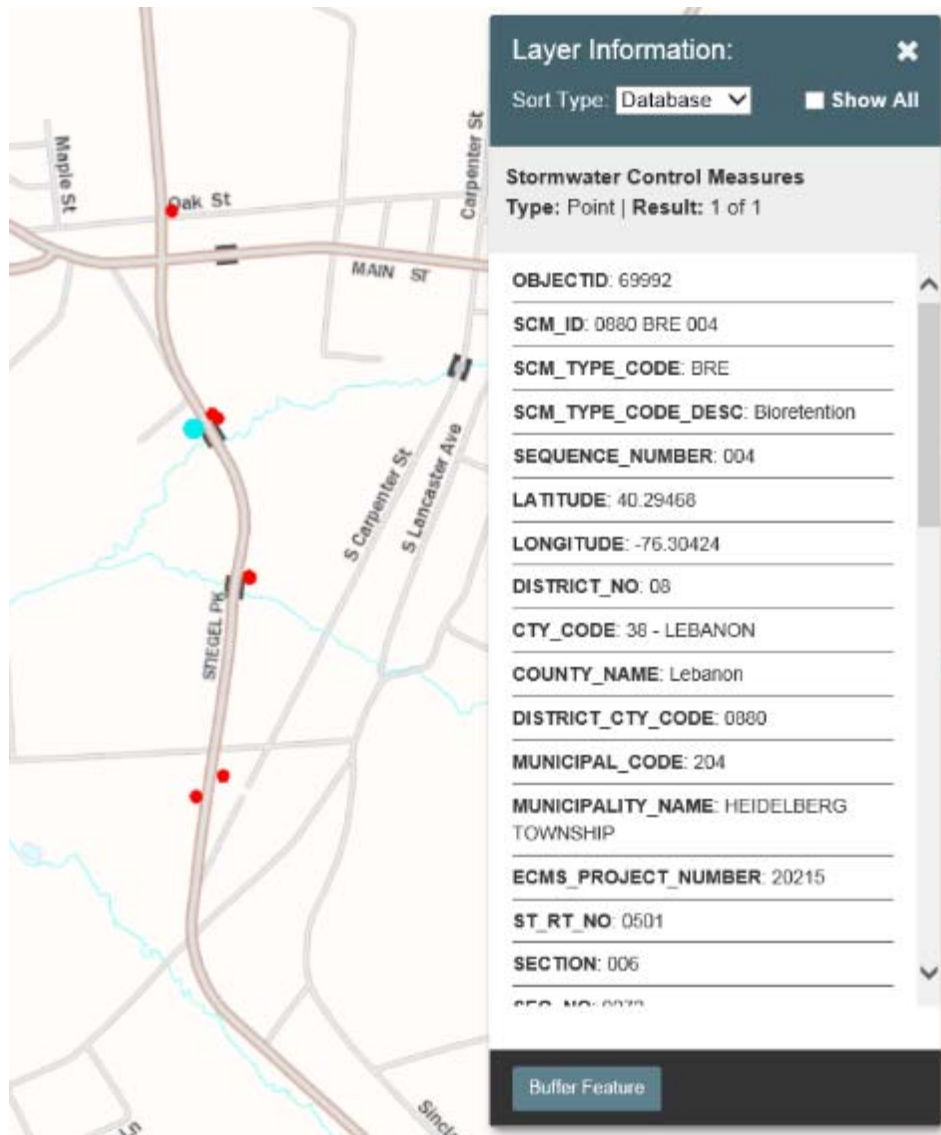 Layer Information:
Sort Type: Database
Show All
Stormwater Control Measures
Type: Point | Result: 1 of 1
OBJECTID: 69992
SCM_ID: 0880 BRE 004
SCM_TYPE_CODE: BRE
SCM_TYPE_CODE_DESC: Bioretention
SEQUENCE_NUMBER: 004
LATITUDE: 40.29468
LONGITUDE: -76.30424
DISTRICT_NO: 08
CTY_CODE: 38 - LEBANON
COUNTY_NAME: Lebanon
DISTRICT_CTY_CODE: 0880
MUNICIPAL_CODE: 204
MUNICIPALITY_NAME: HEIDELBERG
TOWNSHIP
ECMS_PROJECT_NUMBER: 20215
ST_RT_NO: 0501
SECTION: 006
Buffer Feature
Maple St
Oak St
Carpenter St
MAIN ST
S Carpenter St
S Lancaster Ave
STIEGEL PK
Ln